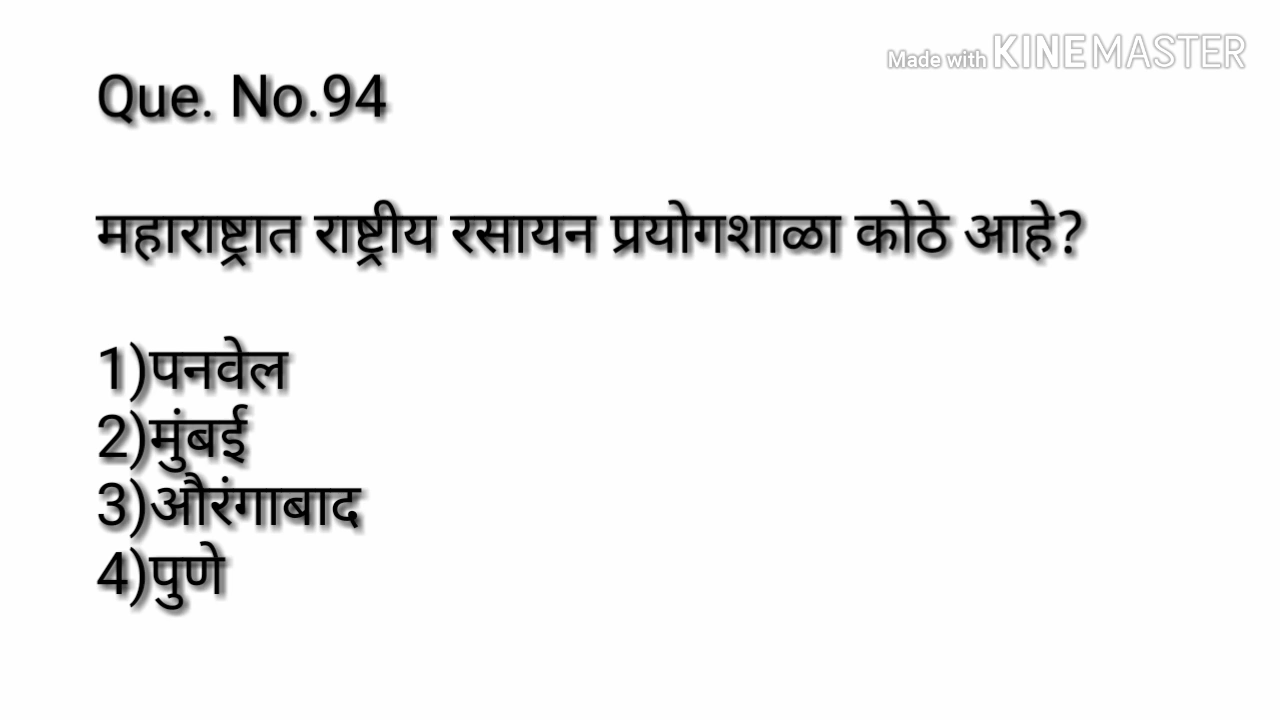 Made with KINEMASTER
Que. No.94
महाराष्ट्रात राष्ट्रीय रसायन प्रयोगशाळा कोठे आहे?
1)पनवेल
2)मुंबई
3)औरंगाबाद
4)पुणे